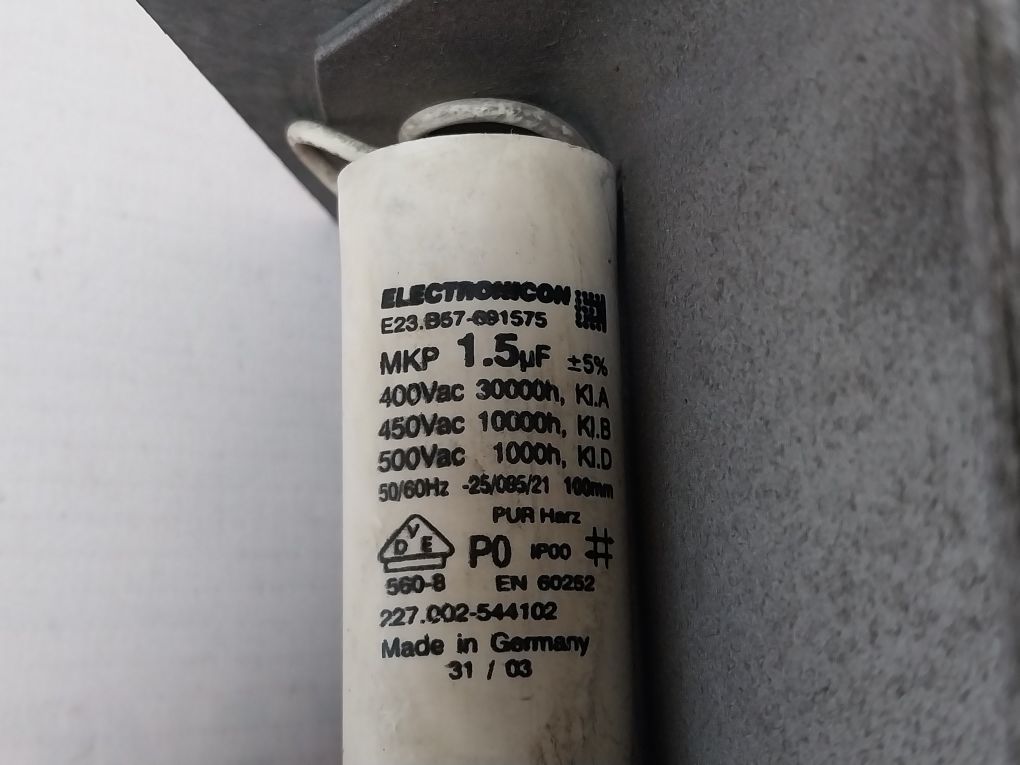 ELECTRONICON
E23.B57-691575
MKP 1.5µF ±5%
400Vac 30000h, Kl.A
450Vac 10000h, Kl.B
500Vac 1000h, Kl.D
50/60Hz -25/085/21 100mm
PUR Harz
VDE P0 IP00 #
560-8 EN 60252
227.002-544102
Made in Germany
31 / 03